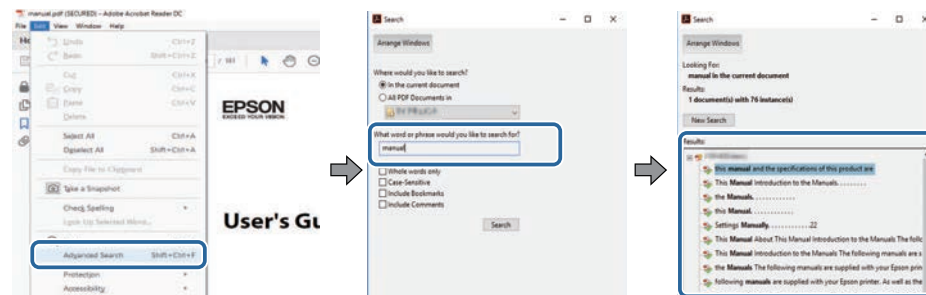 manual.pdf (SECURED) - Adobe Acrobat Reader DC
File Edit View Window Help
Undo Ctrl+Z
Redo Shift+Ctrl+Z
Cut Ctrl+X
Copy Ctrl+C
Paste Ctrl+V
Delete
Select All Ctrl+A
Deselect All Shift+Ctrl+A
Copy File to Clipboard
Take a Snapshot
Check Spelling
Look Up Selected Word...
Advanced Search Shift+Ctrl+F
Protection
Accessibility
/ 161
EPSON
EXCEED YOUR VISION
User's Gu
Search
Arrange Windows
Where would you like to search?
In the current document
All PDF Documents in
What word or phrase would you like to search for?
manual
Whole words only
Case-Sensitive
Include Bookmarks
Include Comments
Search
Search
Arrange Windows
Looking For:
manual in the current document
Results:
1 document(s) with 76 instance(s)
New Search
Results:
this manual and the specifications of this product are
This Manual Introduction to the Manuals. . . . . . . . .
the Manuals. . . . . . . . . . . .
this Manual. . . . . . . . . . . .
Settings Manually. . . . . . . . . . . .22
This Manual About This Manual Introduction to the Manuals The follc
This Manual Introduction to the Manuals The following manuals are s
the Manuals The following manuals are supplied with your Epson prin
following manuals are supplied with your Epson printer. As well as the